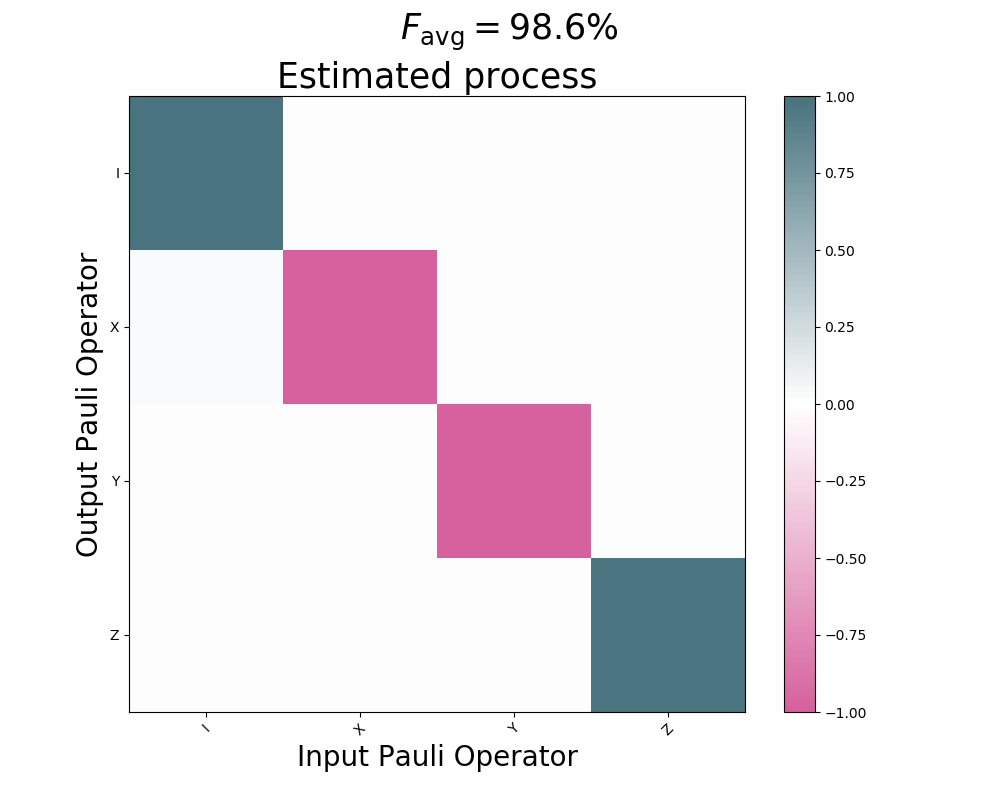 F_avg = 98.6%
Estimated process
1.00
I
0.75
0.50
X
0.25
Output Pauli Operator
0.00
Y
−0.25
−0.50
Z
−0.75
−1.00
I X Y Z
Input Pauli Operator